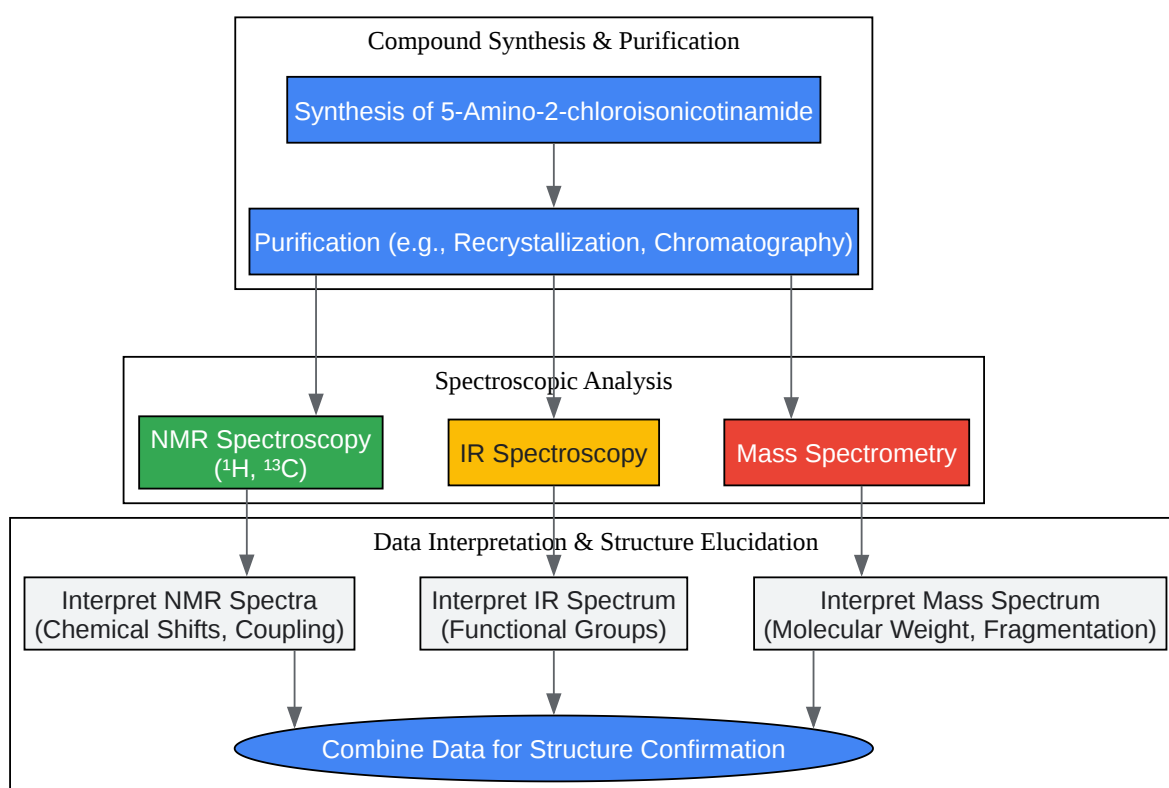 Compound Synthesis & Purification
Synthesis of 5-Amino-2-chloroisonicotinamide
Purification (e.g., Recrystallization, Chromatography)
Spectroscopic Analysis
NMR Spectroscopy
(¹H, ¹³C)
IR Spectroscopy
Mass Spectrometry
Data Interpretation & Structure Elucidation
Interpret NMR Spectra
(Chemical Shifts, Coupling)
Interpret IR Spectrum
(Functional Groups)
Interpret Mass Spectrum
(Molecular Weight, Fragmentation)
Combine Data for Structure Confirmation